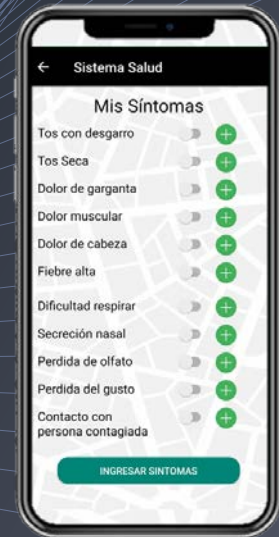 Sistema Salud
Mis Síntomas
Tos con desgarro
Tos Seca
Dolor de garganta
Dolor muscular
Dolor de cabeza
Fiebre alta
Dificultad respirar
Secreción nasal
Perdida de olfato
Perdida del gusto
Contacto con
persona contagiada
INGRESAR SINTOMAS